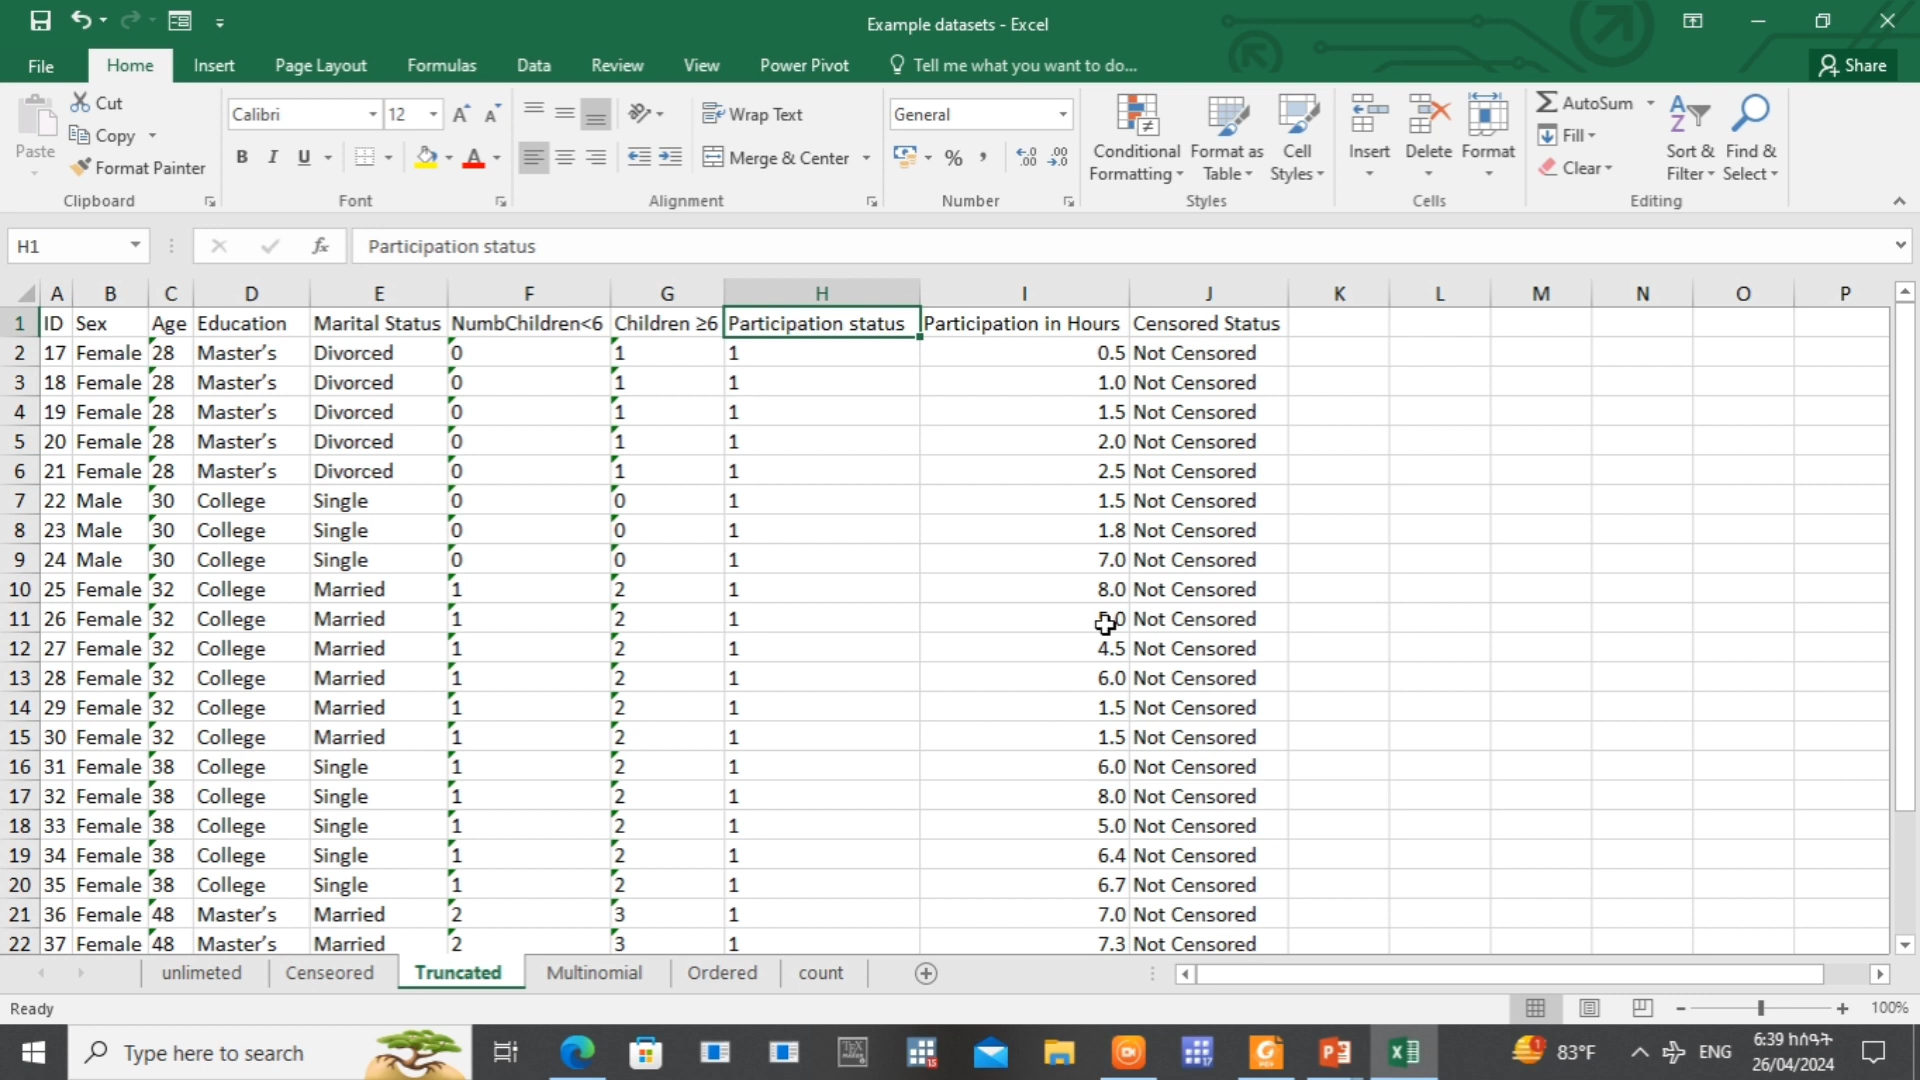 Example datasets - Excel
File Home Insert Page Layout Formulas Data Review View Power Pivot Tell me what you want to do... Share
Paste Cut Copy Format Painter Clipboard
Calibri 12 B I U A Font
Wrap Text Merge & Center Alignment
General % Number
Conditional Formatting Format as Table Cell Styles Styles
Insert Delete Format Cells
AutoSum Fill Clear Sort & Filter Find & Select Editing
H1 fx Participation status
A B C D E F G H I J K L M N O P
1 ID Sex Age Education Marital Status NumbChildren<6 Children ≥6 Participation status Participation in Hours Censored Status
2 17 Female 28 Master's Divorced 0 1 1 0.5 Not Censored
3 18 Female 28 Master's Divorced 0 1 1 1.0 Not Censored
4 19 Female 28 Master's Divorced 0 1 1 1.5 Not Censored
5 20 Female 28 Master's Divorced 0 1 1 2.0 Not Censored
6 21 Female 28 Master's Divorced 0 1 1 2.5 Not Censored
7 22 Male 30 College Single 0 0 1 1.5 Not Censored
8 23 Male 30 College Single 0 0 1 1.8 Not Censored
9 24 Male 30 College Single 0 0 1 7.0 Not Censored
10 25 Female 32 College Married 1 2 1 8.0 Not Censored
11 26 Female 32 College Married 1 2 1 Not Censored
12 27 Female 32 College Married 1 2 1 4.5 Not Censored
13 28 Female 32 College Married 1 2 1 6.0 Not Censored
14 29 Female 32 College Married 1 2 1 1.5 Not Censored
15 30 Female 32 College Married 1 2 1 1.5 Not Censored
16 31 Female 38 College Single 1 2 1 6.0 Not Censored
17 32 Female 38 College Single 1 2 1 8.0 Not Censored
18 33 Female 38 College Single 1 2 1 5.0 Not Censored
19 34 Female 38 College Single 1 2 1 6.4 Not Censored
20 35 Female 38 College Single 1 2 1 6.7 Not Censored
21 36 Female 48 Master's Married 2 3 1 7.0 Not Censored
22 37 Female 48 Master's Married 2 3 1 7.3 Not Censored
unlimeted Censeored Truncated Multinomial Ordered count
Ready 100%
Type here to search 83°F ENG 6:39 ከሰዓት
26/04/2024